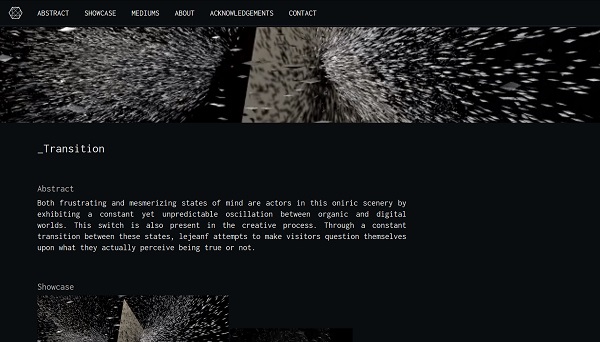 ABSTRACT SHOWCASE MEDIUMS ABOUT ACKNOWLEDGEMENTS CONTACT
_Transition
Abstract
Both frustrating and mesmerizing states of mind are actors in this oniric scenery by
exhibiting a constant yet unpredictable oscillation between organic and digital
worlds. This switch is also present in the creative process. Through a constant
transition between these states, lejeanf attempts to make visitors question themselves
upon what they actually perceive being true or not.
Showcase